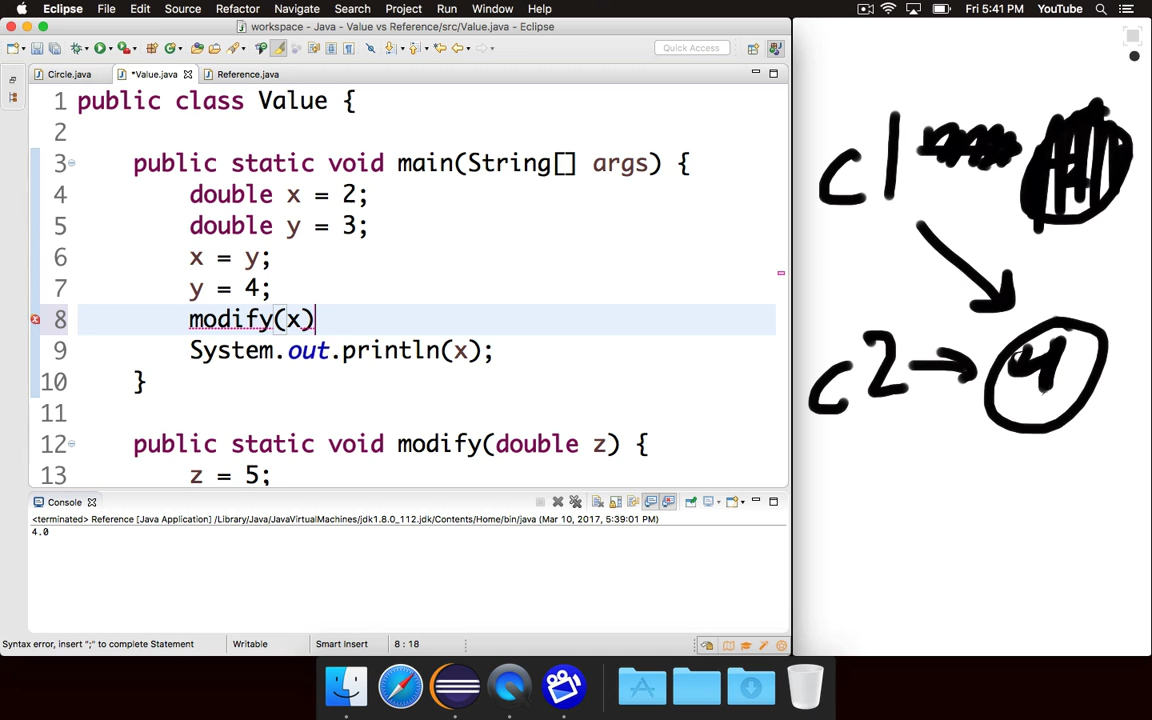 Eclipse File Edit Source Refactor Navigate Search Project Run Window Help Fri 5:41 PM YouTube
workspace - Java - Value vs Reference/src/Value.java - Eclipse
Quick Access
Circle.java *Value.java Reference.java
1 public class Value {
2
3 public static void main(String[] args) {
4 double x = 2;
5 double y = 3;
6 x = y;
7 y = 4;
8 modify(x)
9 System.out.println(x);
10 }
11
12 public static void modify(double z) {
13 z = 5;
Console
<terminated> Reference [Java Application] /Library/Java/JavaVirtualMachines/jdk1.8.0_112.jdk/Contents/Home/bin/java (Mar 10, 2017, 5:39:01 PM)
4.0
Syntax error, insert ";" to complete Statement Writable Smart Insert 8 : 18
c1
c2 → 4